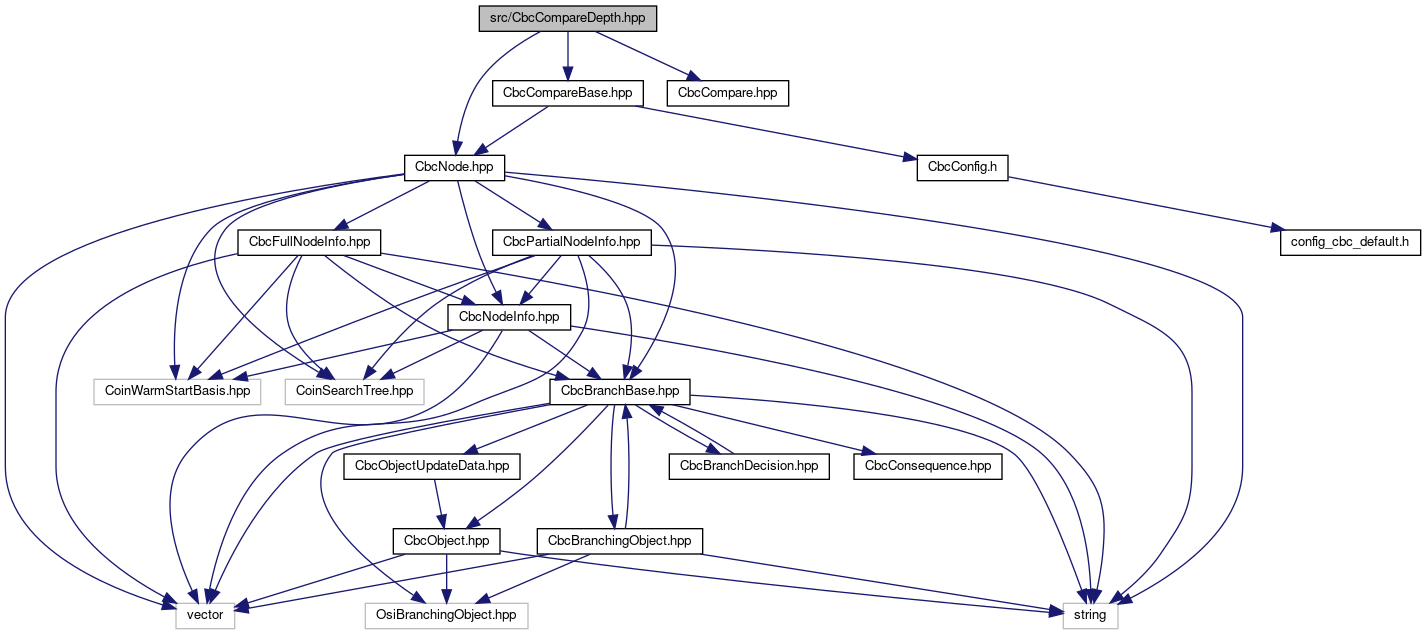 src/CbcCompareDepth.hpp
CbcCompareBase.hpp
CbcCompare.hpp
CbcNode.hpp
CbcConfig.h
CbcFullNodeInfo.hpp
CbcPartialNodeInfo.hpp
config_cbc_default.h
CbcNodeInfo.hpp
CoinWarmStartBasis.hpp
CoinSearchTree.hpp
CbcBranchBase.hpp
CbcObjectUpdateData.hpp
CbcBranchDecision.hpp
CbcConsequence.hpp
CbcObject.hpp
CbcBranchingObject.hpp
vector
OsiBranchingObject.hpp
string